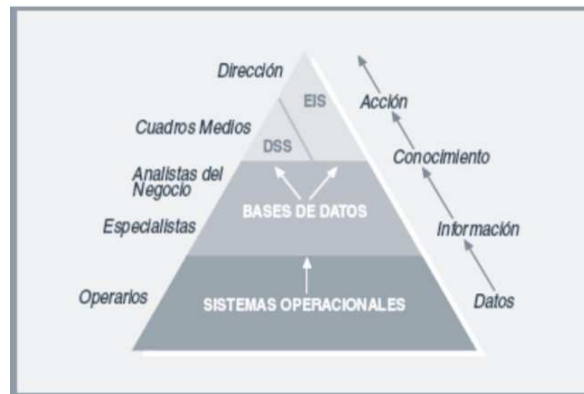 Dirección
EIS
Acción
Cuadros Medios
DSS
Conocimiento
Analistas del
Negocio
BASES DE DATOS
Especialistas
Información
Operarios
SISTEMAS OPERACIONALES
Datos